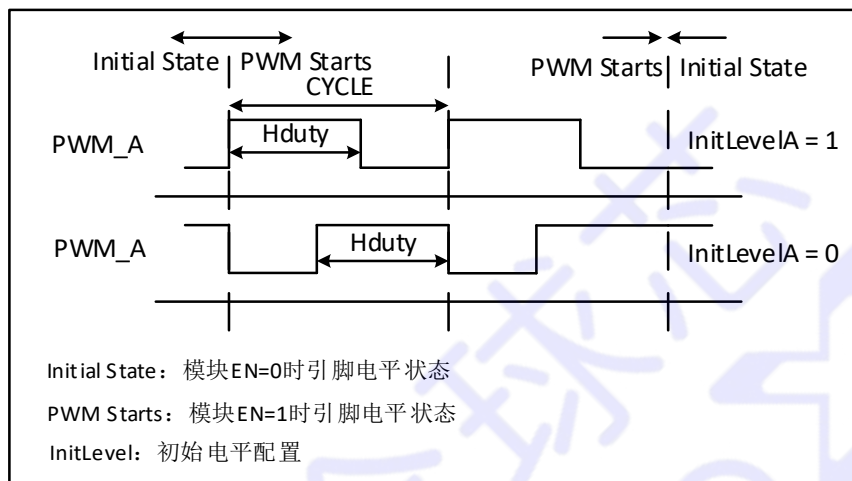 Initial State PWM Starts PWM Starts Initial State
CYCLE
PWM_A Hduty InitLevelA = 1
PWM_A Hduty InitLevelA = 0
Initial State：模块EN=0时引脚电平状态
PWM Starts：模块EN=1时引脚电平状态
InitLevel：初始电平配置